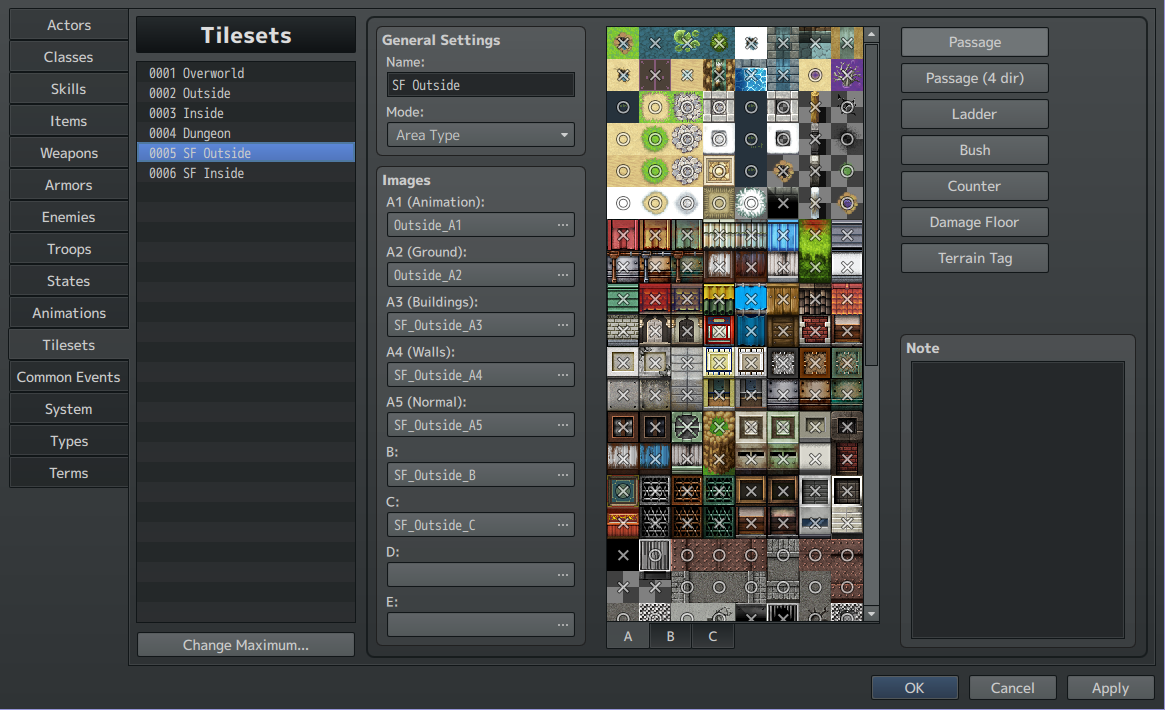 Actors
Classes
Skills
Items
Weapons
Armors
Enemies
Troops
States
Animations
Tilesets
Common Events
System
Types
Terms
Tilesets
0001 Overworld
0002 Outside
0003 Inside
0004 Dungeon
0005 SF Outside
0006 SF Inside
Change Maximum...
General Settings
Name:
SF Outside
Mode:
Area Type
Images
A1 (Animation):
Outside_A1 ...
A2 (Ground):
Outside_A2 ...
A3 (Buildings):
SF_Outside_A3 ...
A4 (Walls):
SF_Outside_A4 ...
A5 (Normal):
SF_Outside_A5 ...
B:
SF_Outside_B ...
C:
SF_Outside_C ...
D:
...
E:
...
A B C
Passage
Passage (4 dir)
Ladder
Bush
Counter
Damage Floor
Terrain Tag
Note
OK Cancel Apply